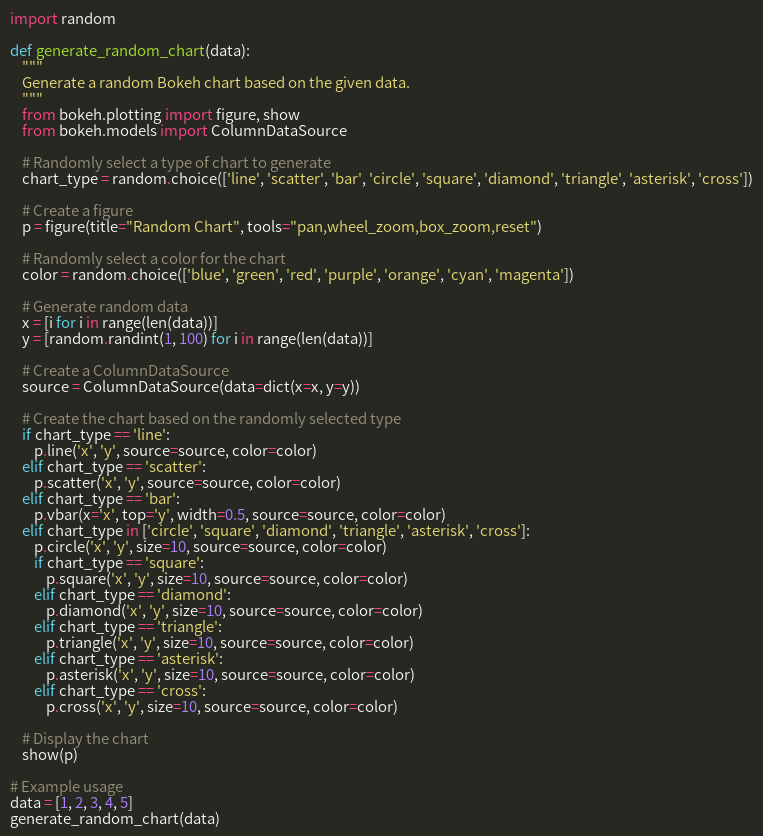 import random
def generate_random_chart(data):
"""
Generate a random Bokeh chart based on the given data.
"""
from bokeh.plotting import figure, show
from bokeh.models import ColumnDataSource
# Randomly select a type of chart to generate
chart_type = random.choice(['line', 'scatter', 'bar', 'circle', 'square', 'diamond', 'triangle', 'asterisk', 'cross'])
# Create a figure
p = figure(title="Random Chart", tools="pan,wheel_zoom,box_zoom,reset")
# Randomly select a color for the chart
color = random.choice(['blue', 'green', 'red', 'purple', 'orange', 'cyan', 'magenta'])
# Generate random data
x = [i for i in range(len(data))]
y = [random.randint(1, 100) for i in range(len(data))]
# Create a ColumnDataSource
source = ColumnDataSource(data=dict(x=x, y=y))
# Create the chart based on the randomly selected type
if chart_type == 'line':
p.line('x', 'y', source=source, color=color)
elif chart_type == 'scatter':
p.scatter('x', 'y', source=source, color=color)
elif chart_type == 'bar':
p.vbar(x='x', top='y', width=0.5, source=source, color=color)
elif chart_type in ['circle', 'square', 'diamond', 'triangle', 'asterisk', 'cross']:
p.circle('x', 'y', size=10, source=source, color=color)
if chart_type == 'square':
p.square('x', 'y', size=10, source=source, color=color)
elif chart_type == 'diamond':
p.diamond('x', 'y', size=10, source=source, color=color)
elif chart_type == 'triangle':
p.triangle('x', 'y', size=10, source=source, color=color)
elif chart_type == 'asterisk':
p.asterisk('x', 'y', size=10, source=source, color=color)
elif chart_type == 'cross':
p.cross('x', 'y', size=10, source=source, color=color)
# Display the chart
show(p)
# Example usage
data = [1, 2, 3, 4, 5]
generate_random_chart(data)